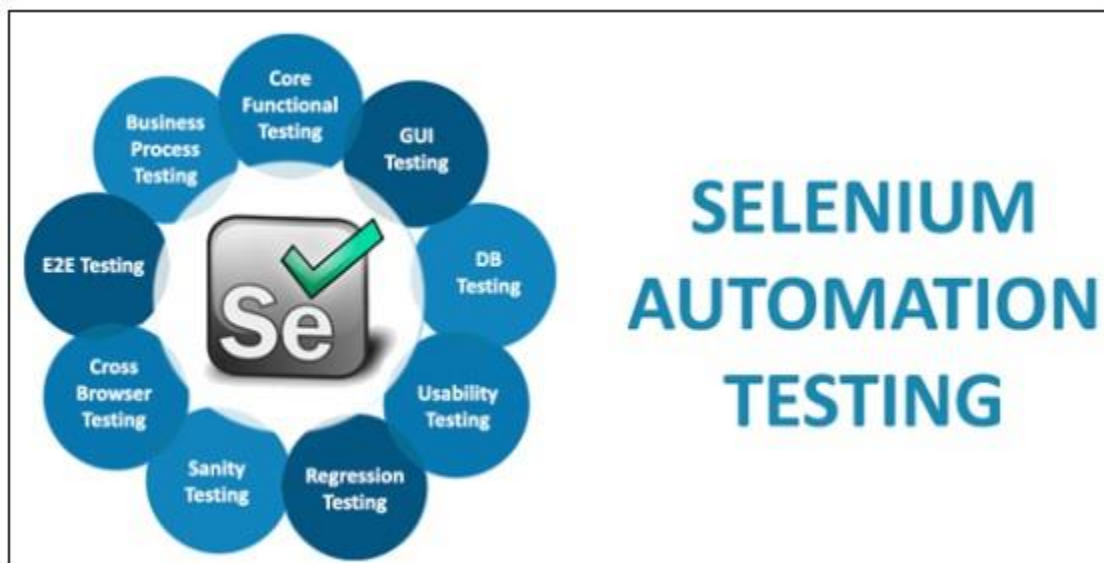 Core
Functional
Testing
GUI
Testing
DB
Testing
Usability
Testing
Regression
Testing
Sanity
Testing
Cross
Browser
Testing
E2E Testing
Business
Process
Testing
Se
SELENIUM
AUTOMATION
TESTING